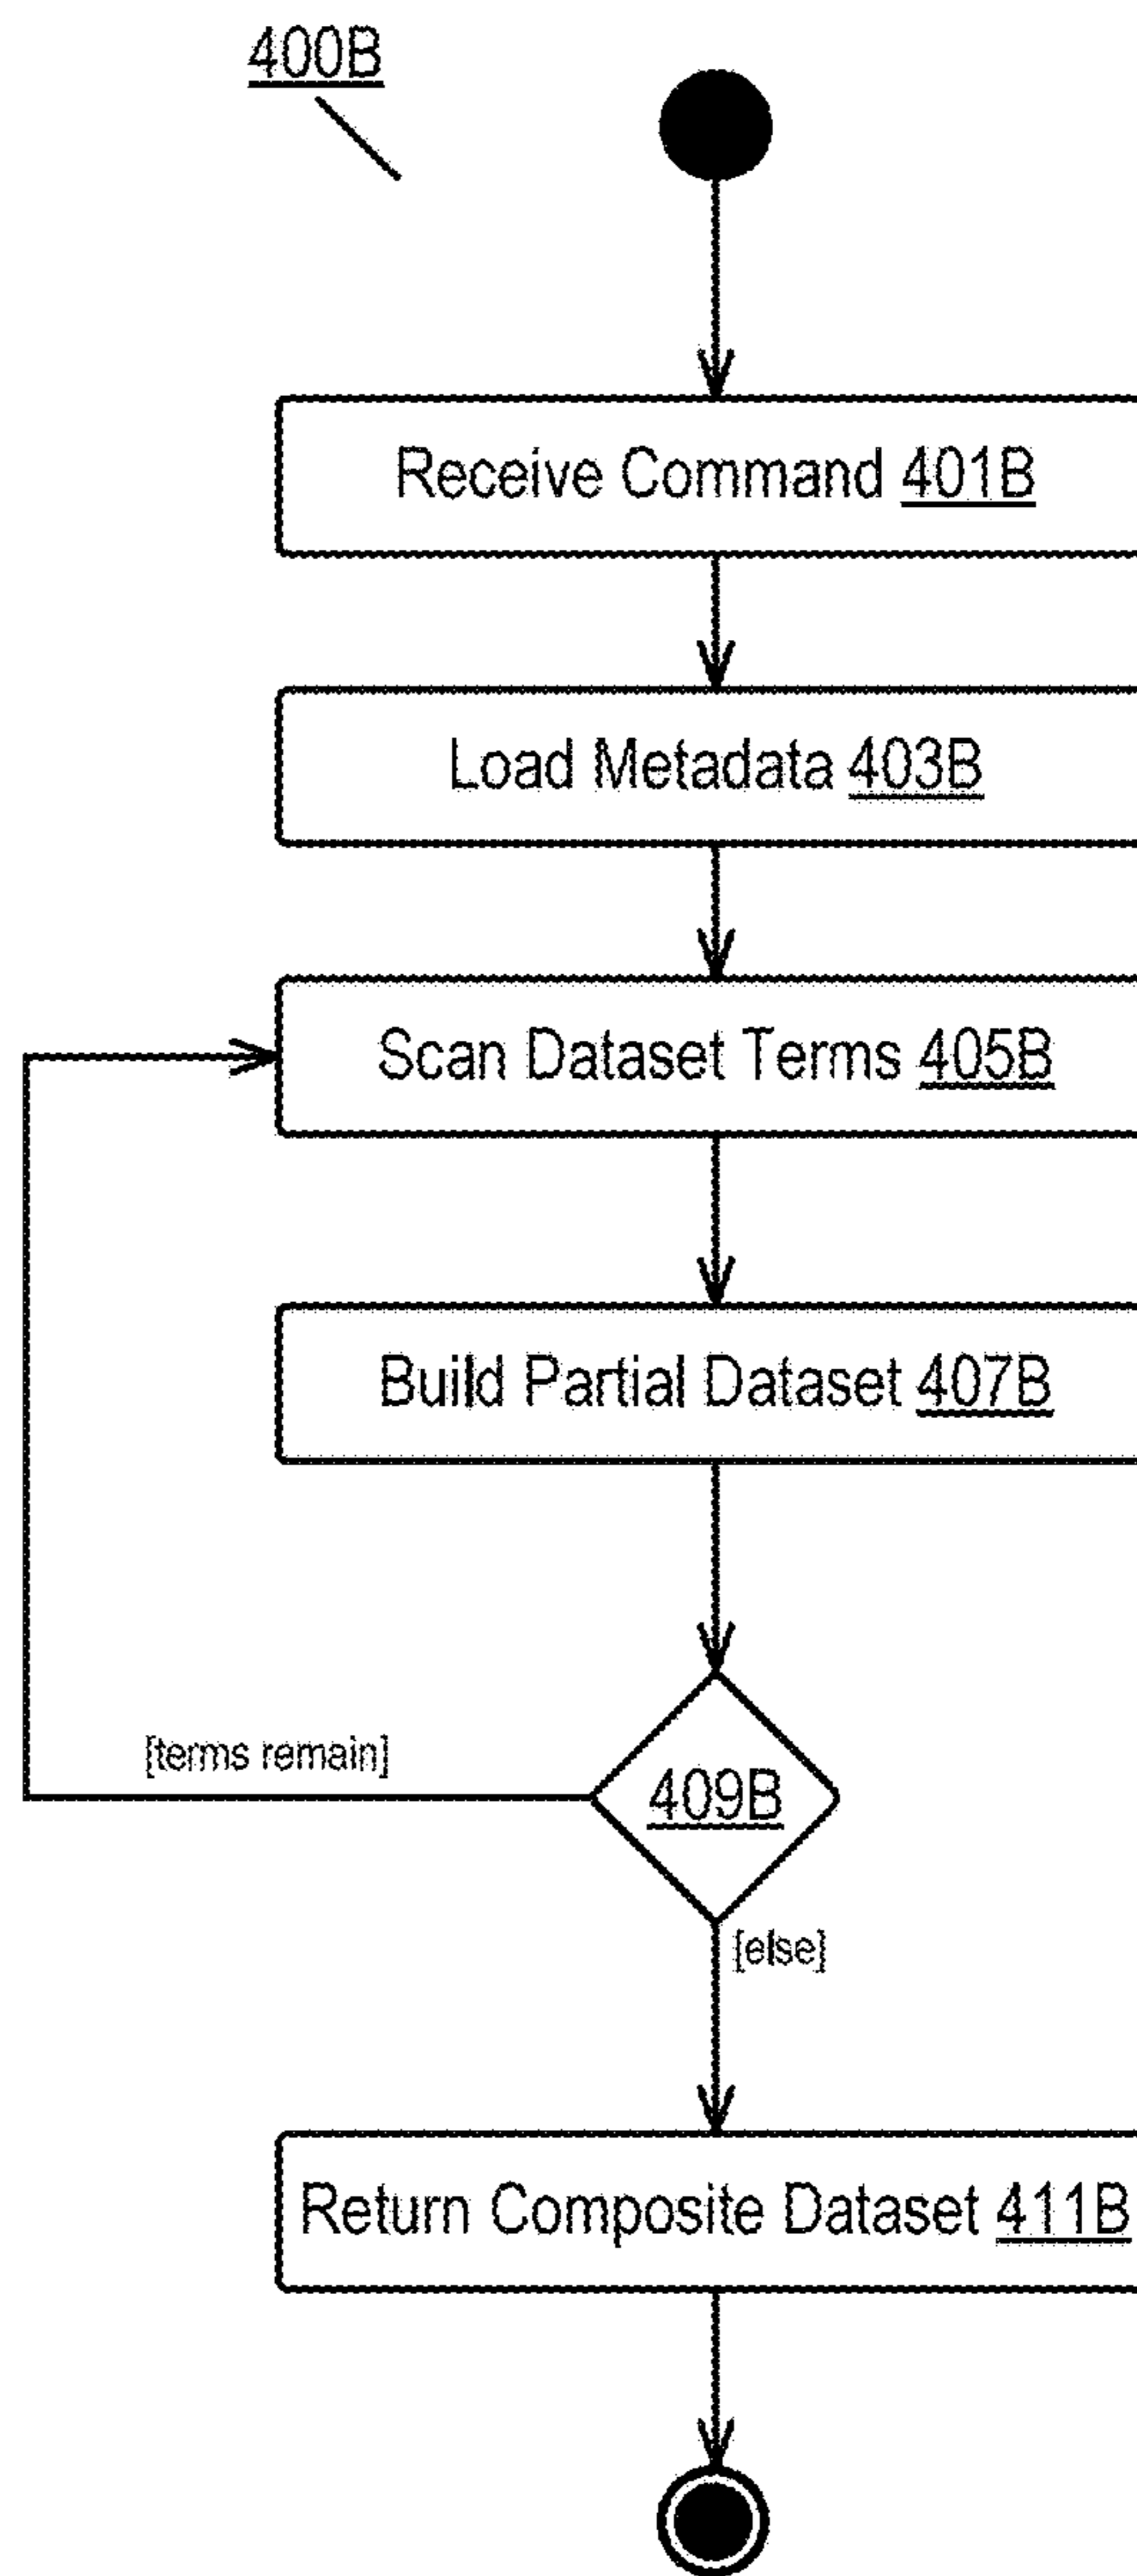 400B
Receive Command 401B
Load Metadata 403B
Scan Dataset Terms 405B
Build Partial Dataset 407B
[terms remain]
409B
[else]
Return Composite Dataset 411B